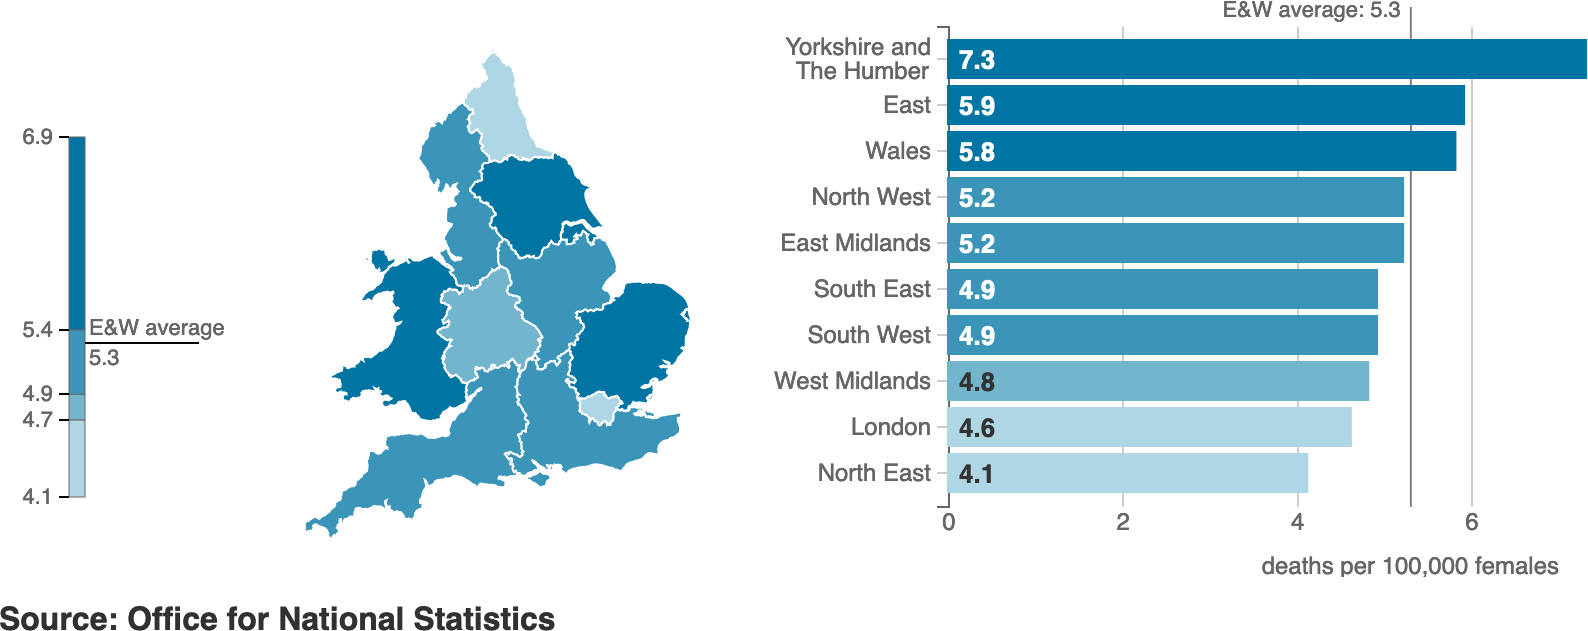 6.9
5.4
E&W average
5.3
4.9
4.7
4.1
E&W average: 5.3
Yorkshire and
The Humber
7.3
East
5.9
Wales
5.8
North West
5.2
East Midlands
5.2
South East
4.9
South West
4.9
West Midlands
4.8
London
4.6
North East
4.1
0
2
4
6
deaths per 100,000 females
Source: Office for National Statistics